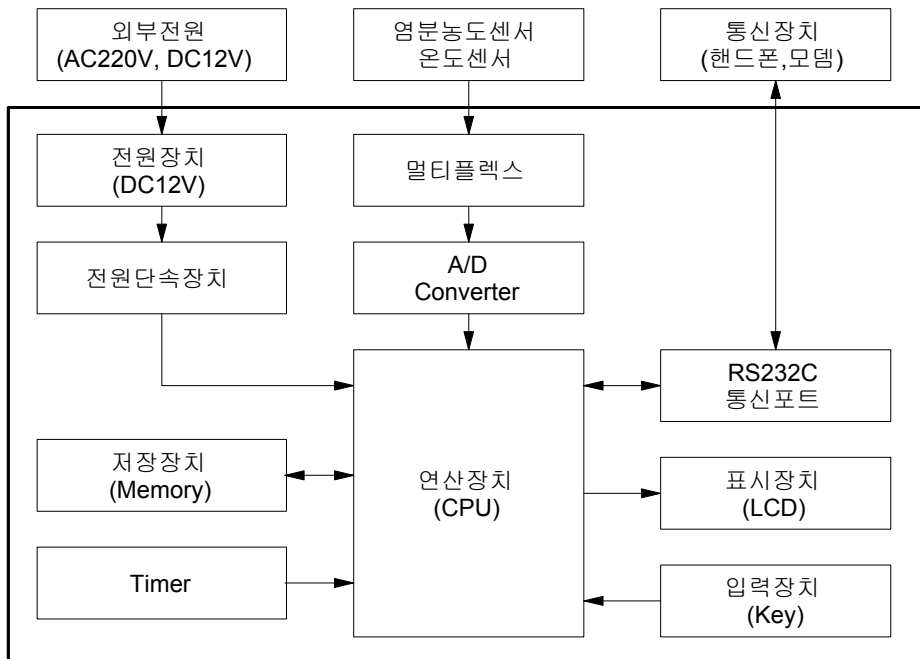 외부전원
(AC220V, DC12V)
염분농도센서
온도센서
통신장치
(핸드폰,모뎀)
전원장치
(DC12V)
멀티플렉스
전원단속장치
A/D
Converter
RS232C
통신포트
저장장치
(Memory)
연산장치
(CPU)
표시장치
(LCD)
Timer
입력장치
(Key)